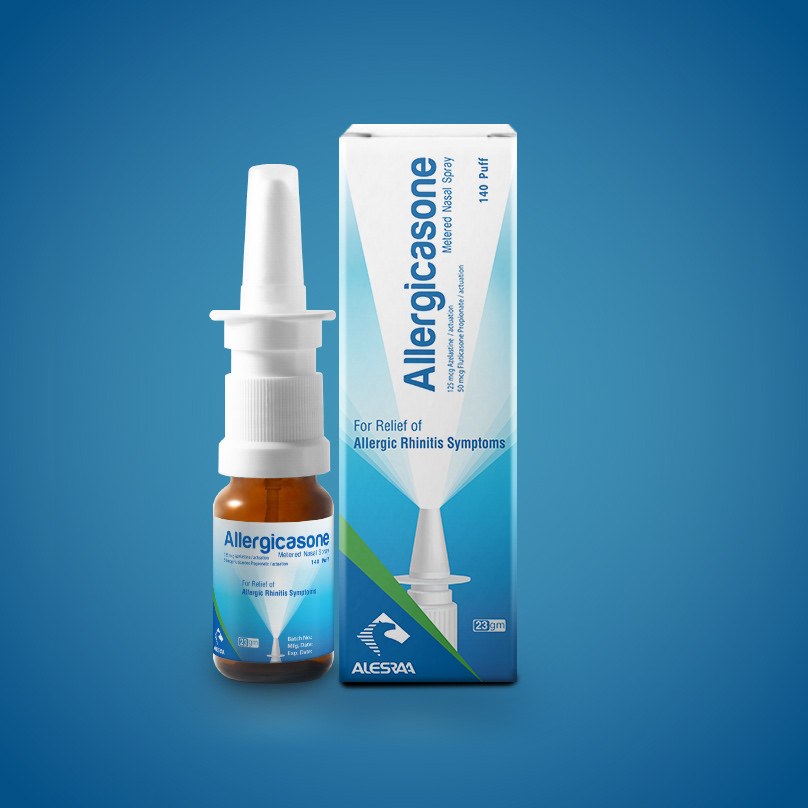 Allergicasone
Metered Nasal Spray
140 Puff
125 mcg Azelastine / actuation
50 mcg Fluticasone Propionate / actuation
For Relief of
Allergic Rhinitis Symptoms
23gm
ALESRAA
Allergicasone
Metered Nasal Spray
140 Puff
For Relief of
Allergic Rhinitis Symptoms
23gm
Batch No.:
Mfg. Date:
Exp. Date: